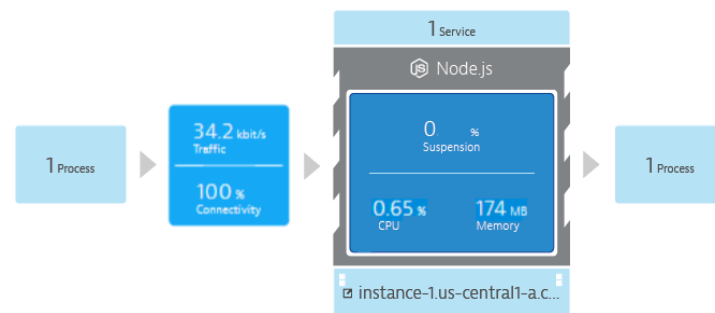 1 Service
JS Node.js
34.2 kbit/s
Traffic
100 %
Connectivity
1 Process
0 %
Suspension
0.65 % 174 MB
CPU Memory
1 Process
instance-1.us-central1-a.c...